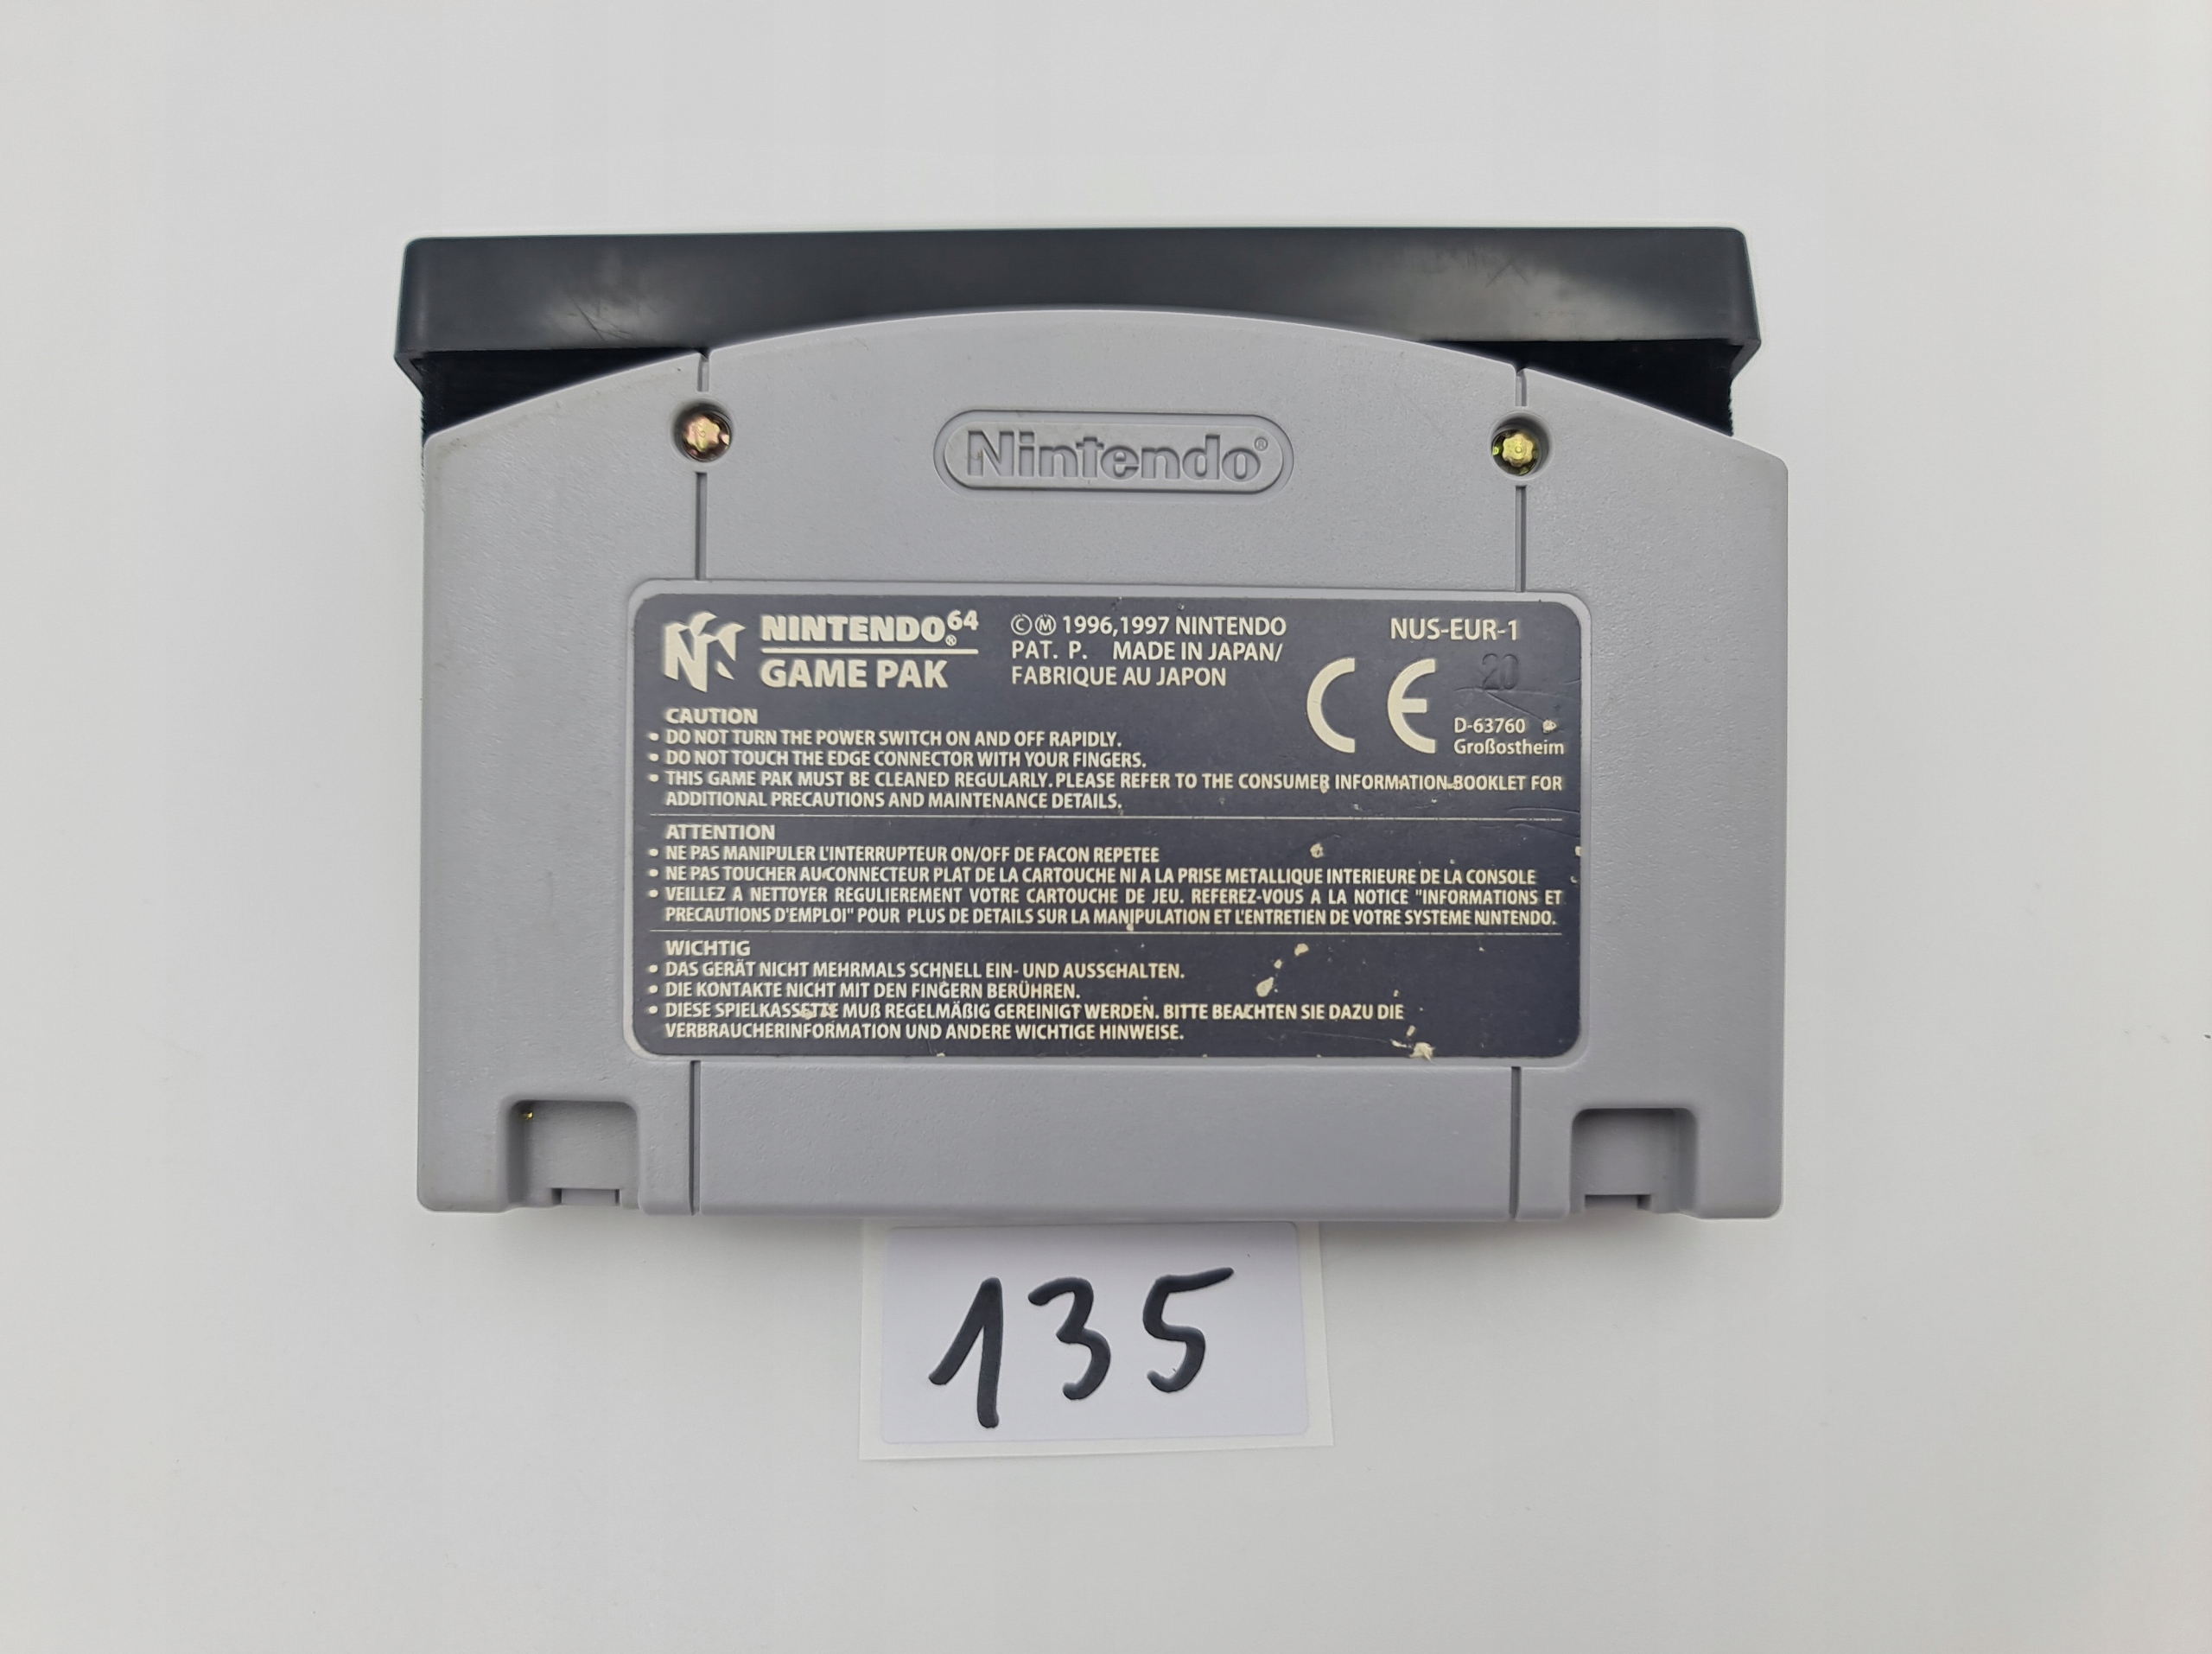 Nintendo®
NINTENDO64®
GAME PAK
©Ⓜ 1996,1997 NINTENDO
PAT. P. MADE IN JAPAN/
FABRIQUE AU JAPON
NUS-EUR-1
20
CE
D-63760
Großostheim
CAUTION
• DO NOT TURN THE POWER SWITCH ON AND OFF RAPIDLY.
• DO NOT TOUCH THE EDGE CONNECTOR WITH YOUR FINGERS.
• THIS GAME PAK MUST BE CLEANED REGULARLY. PLEASE REFER TO THE CONSUMER INFORMATION BOOKLET FOR
ADDITIONAL PRECAUTIONS AND MAINTENANCE DETAILS.
ATTENTION
• NE PAS MANIPULER L'INTERRUPTEUR ON/OFF DE FACON REPETEE
• NE PAS TOUCHER AU CONNECTEUR PLAT DE LA CARTOUCHE NI A LA PRISE METALLIQUE INTERIEURE DE LA CONSOLE
• VEILLEZ A NETTOYER REGULIEREMENT VOTRE CARTOUCHE DE JEU. REFEREZ-VOUS A LA NOTICE "INFORMATIONS ET
PRECAUTIONS D'EMPLOI" POUR PLUS DE DETAILS SUR LA MANIPULATION ET L'ENTRETIEN DE VOTRE SYSTEME NINTENDO.
WICHTIG
• DAS GERÄT NICHT MEHRMALS SCHNELL EIN- UND AUSSCHALTEN.
• DIE KONTAKTE NICHT MIT DEN FINGERN BERÜHREN.
• DIESE SPIELKASSETTE MUß REGELMÄßIG GEREINIGT WERDEN. BITTE BEACHTEN SIE DAZU DIE
VERBRAUCHERINFORMATION UND ANDERE WICHTIGE HINWEISE.
135